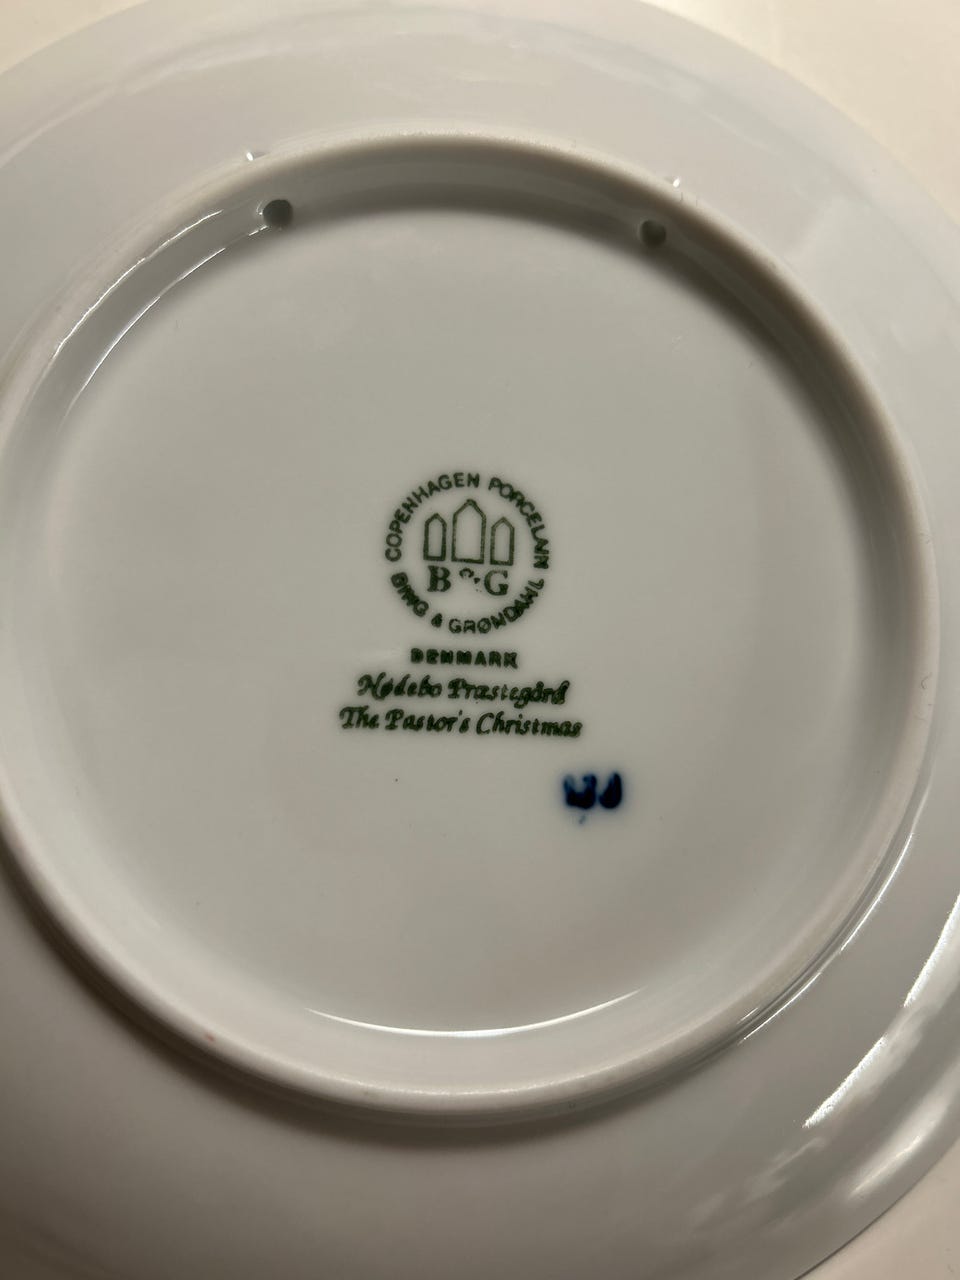 COPENHAGEN PORCELAIN
B&G
BING & GRØNDAHL
DENMARK
Nødebo Præstegård
The Pastor's Christmas